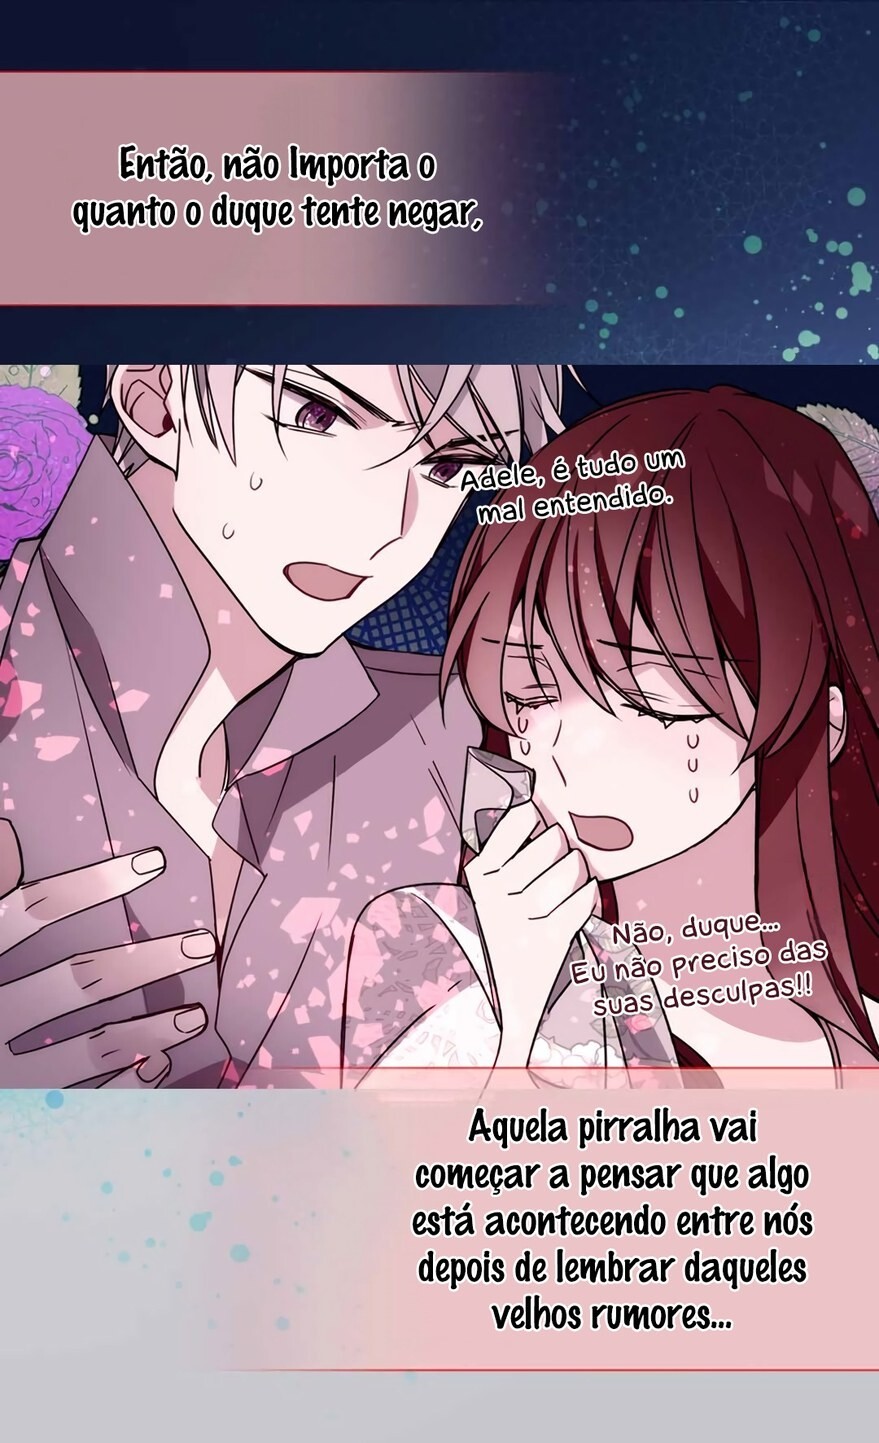 Então, não Importa o
quanto o duque tente negar,
Adele, é tudo um
mal entendido.
Não, duque...
Eu não preciso das
suas desculpas!!
Aquela pirralha vai
começar a pensar que algo
está acontecendo entre nós
depois de lembrar daqueles
velhos rumores...